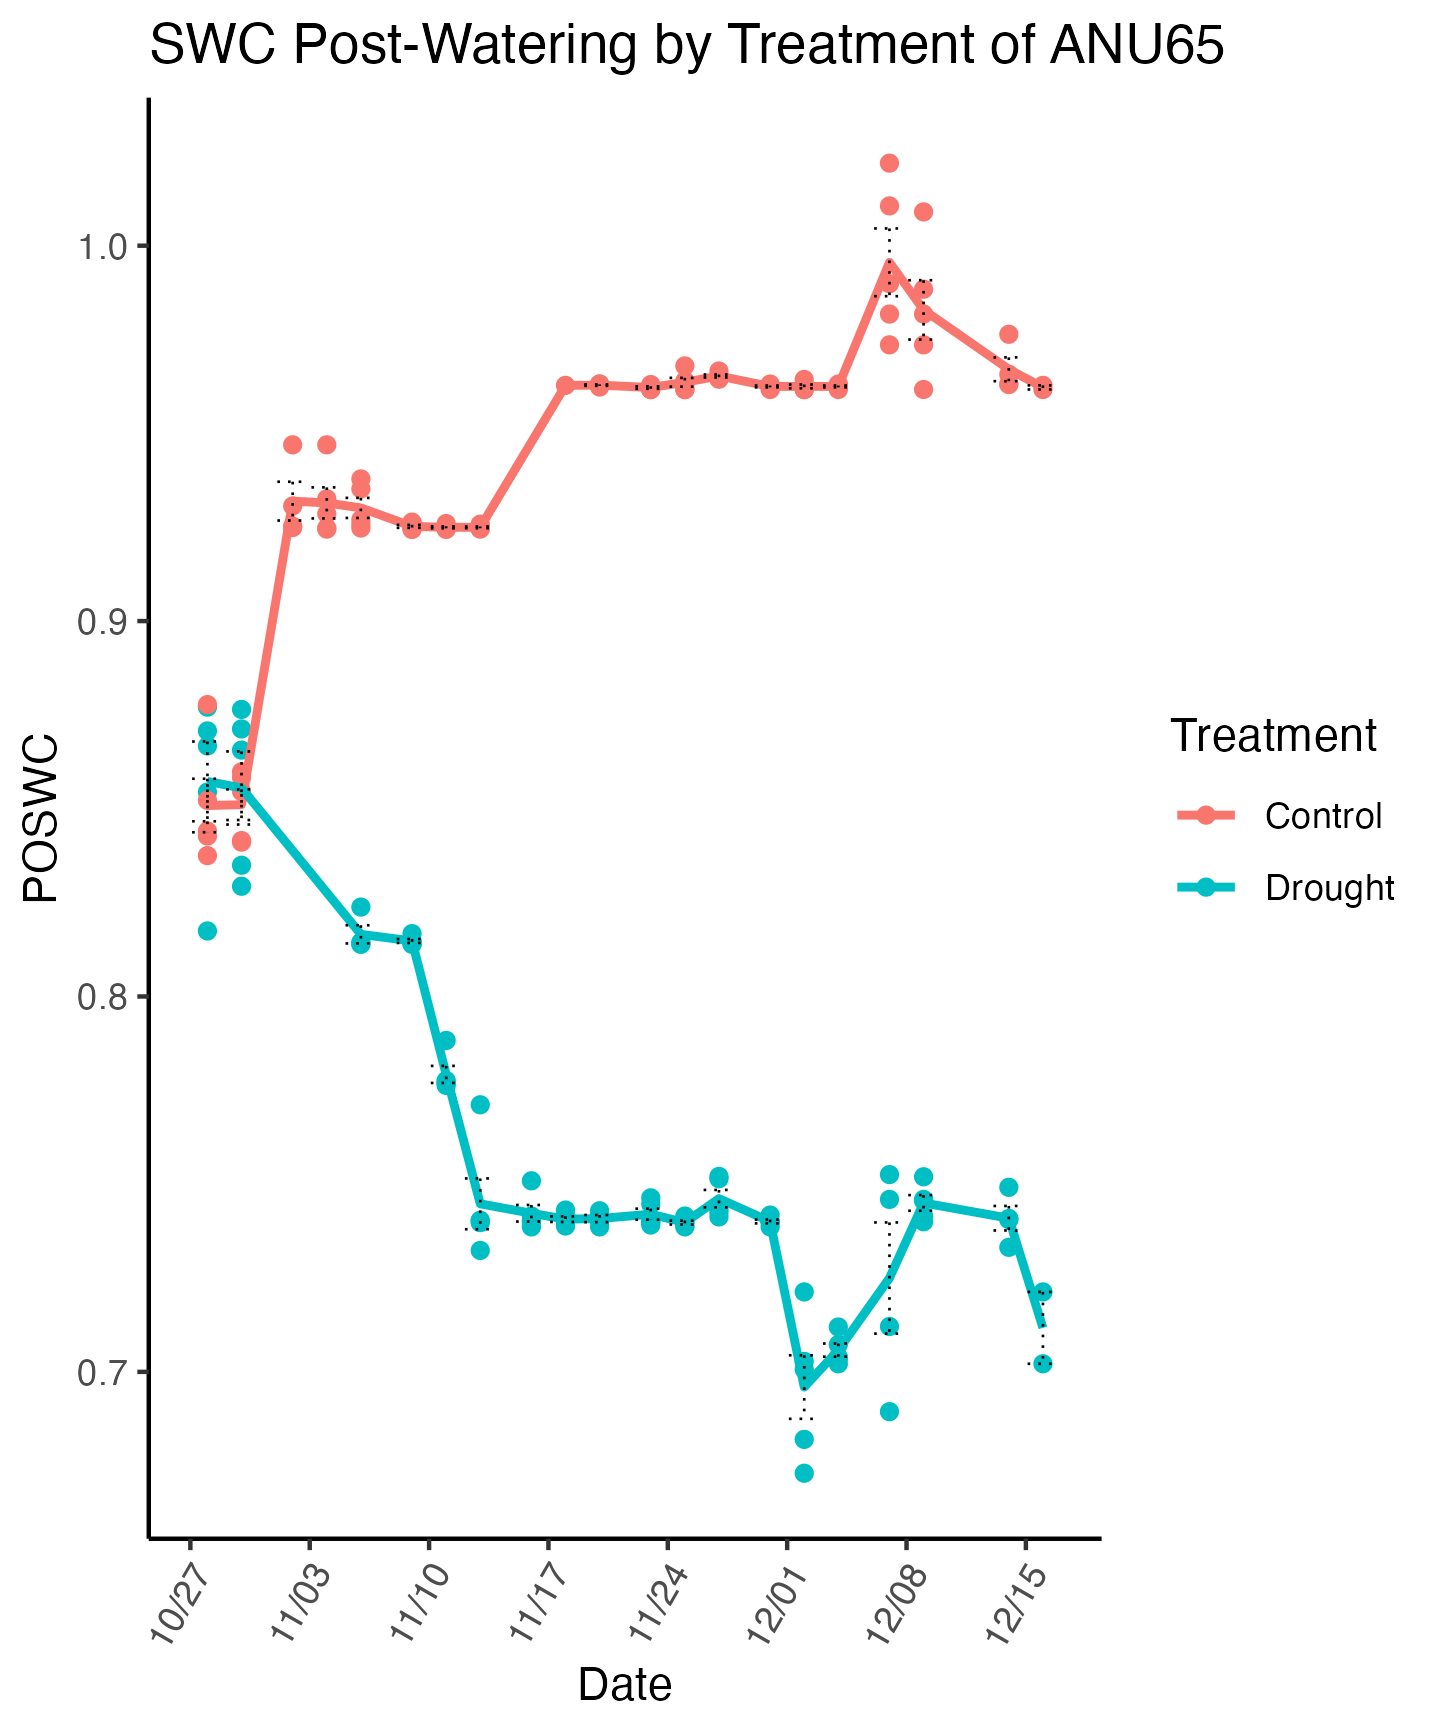 SWC Post-Watering by Treatment of ANU65
POSWC
1.0
0.9
0.8
0.7
10/27
11/03
11/10
11/17
11/24
12/01
12/08
12/15
Date
Treatment
Control
Drought